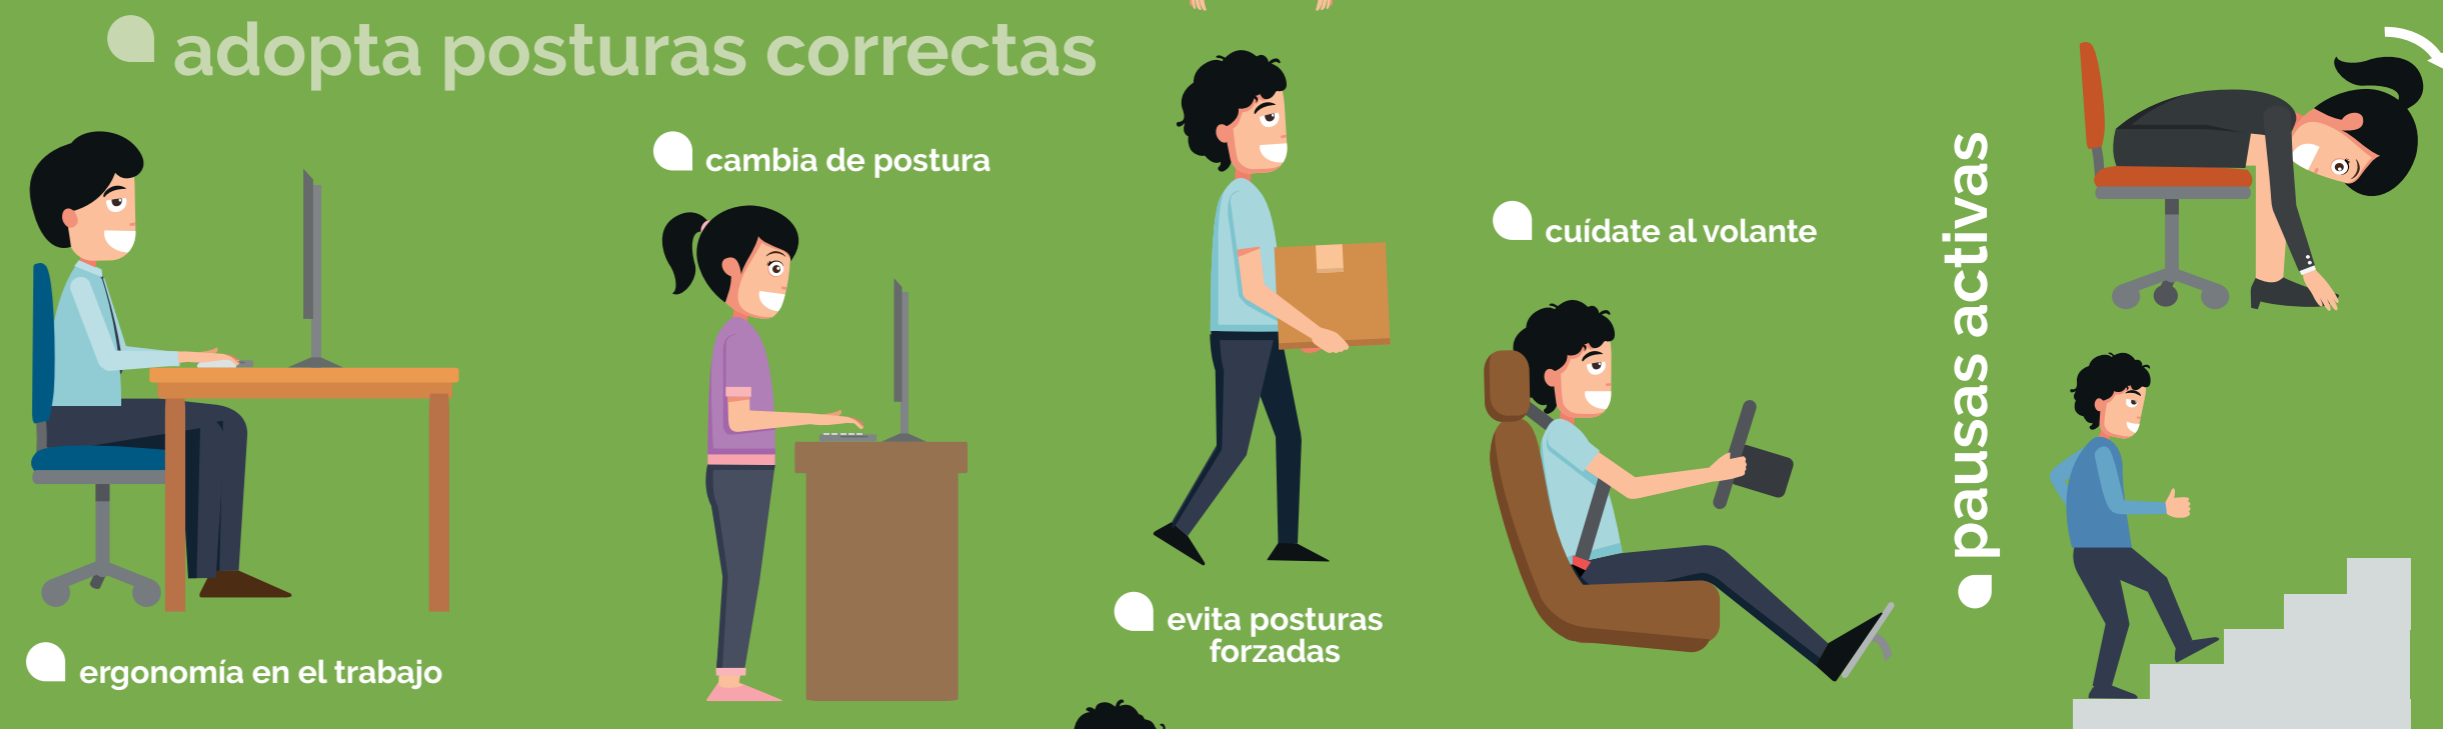 adopta posturas correctas
cambia de postura
cuídate al volante
ergonomía en el trabajo
evita posturas
forzadas
pausas activas